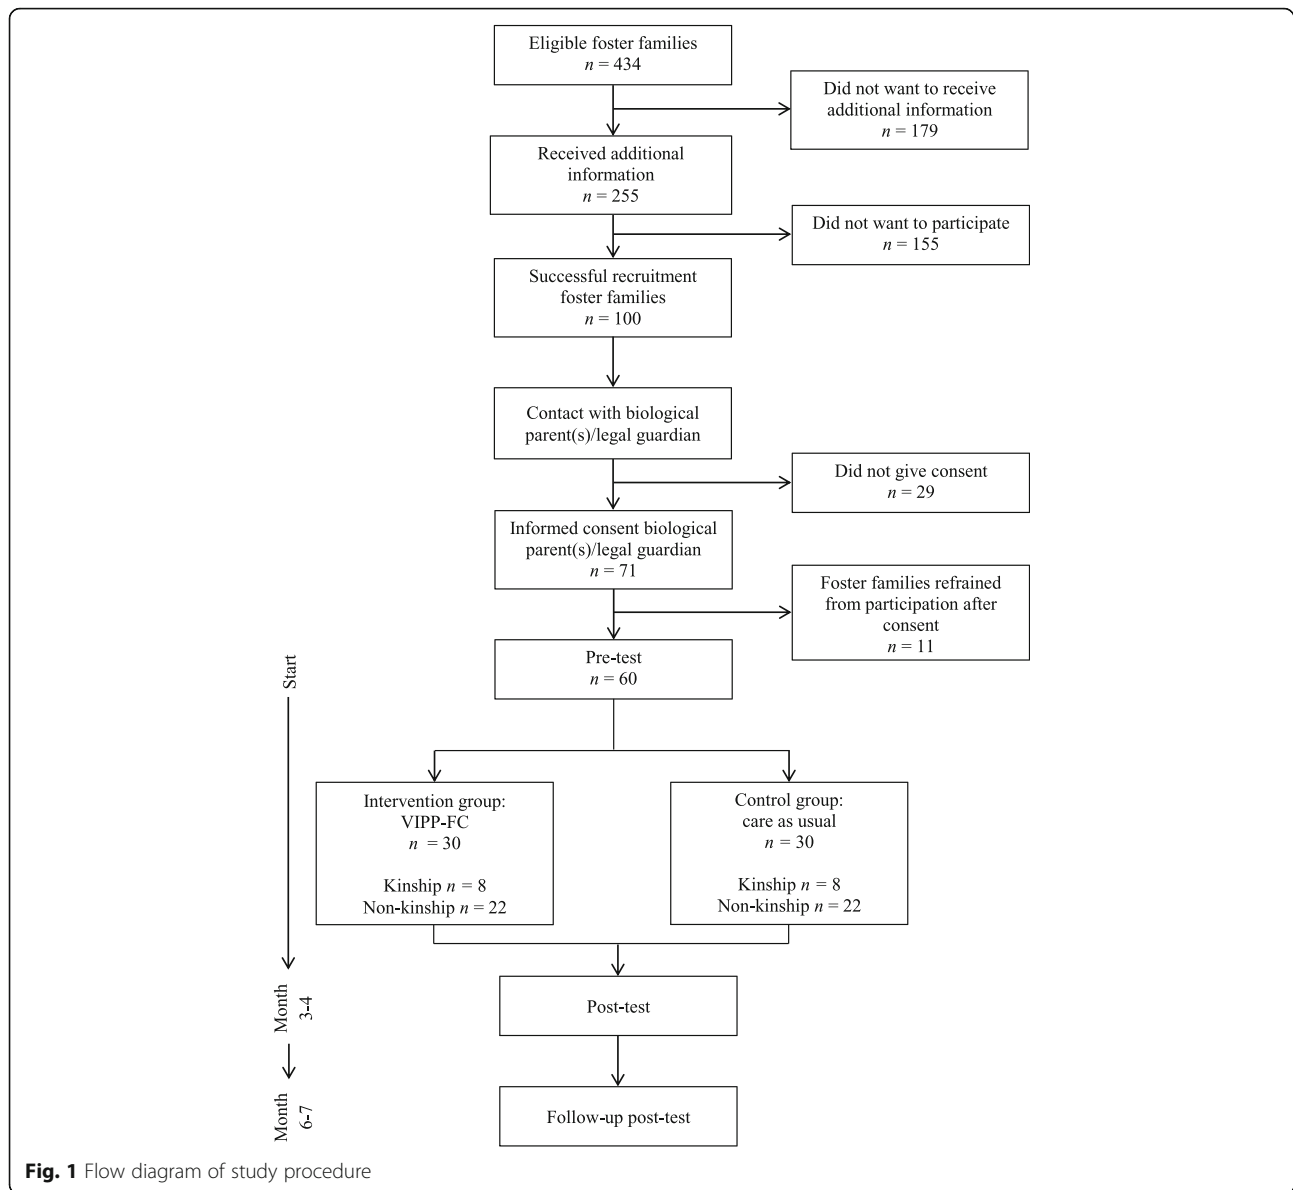 Eligible foster families
n = 434
Did not want to receive
additional information
n = 179
Received additional
information
n = 255
Did not want to participate
n = 155
Successful recruitment
foster families
n = 100
Contact with biological
parent(s)/legal guardian
Did not give consent
n = 29
Informed consent biological
parent(s)/legal guardian
n = 71
Foster families refrained
from participation after
consent
n = 11
Pre-test
n = 60
Start
Intervention group:
VIPP-FC
n = 30
Kinship n = 8
Non-kinship n = 22
Control group:
care as usual
n = 30
Kinship n = 8
Non-kinship n = 22
Month
3-4
Post-test
Month
6-7
Follow-up post-test
Fig. 1 Flow diagram of study procedure